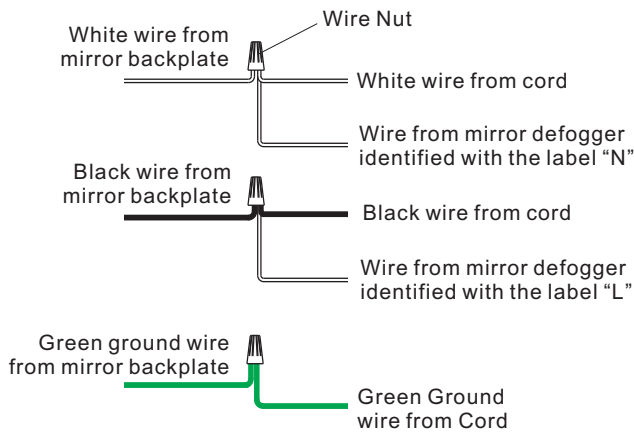 Wire Nut
White wire from
mirror backplate
White wire from cord
Wire from mirror defogger
identified with the label “N”
Black wire from
mirror backplate
Black wire from cord
Wire from mirror defogger
identified with the label “L”
Green ground wire
from mirror backplate
Green Ground
wire from Cord